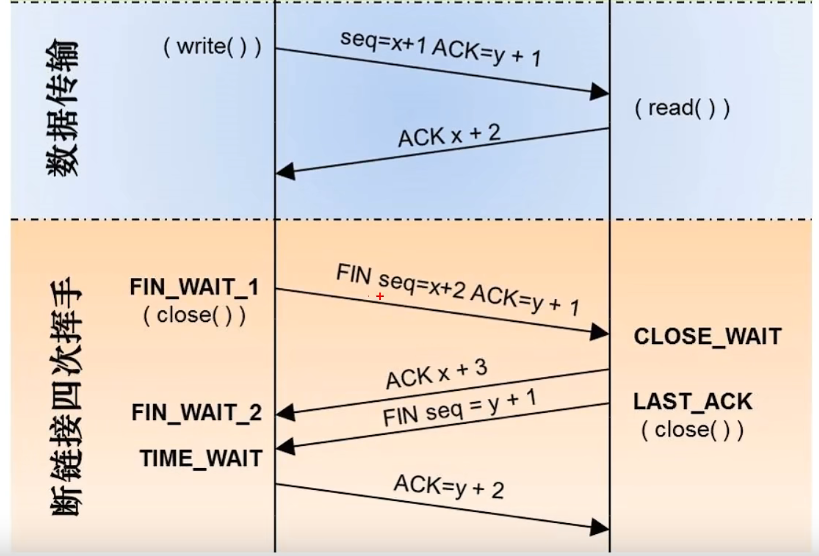 数据传输
( write( ) )
seq=x+1 ACK=y + 1
( read( ) )
ACK x + 2
断链接四次挥手
FIN_WAIT_1
( close( ) )
FIN seq=x+2 ACK=y + 1
CLOSE_WAIT
ACK x + 3
FIN_WAIT_2
FIN seq = y + 1
LAST_ACK
( close( ) )
TIME_WAIT
ACK=y + 2